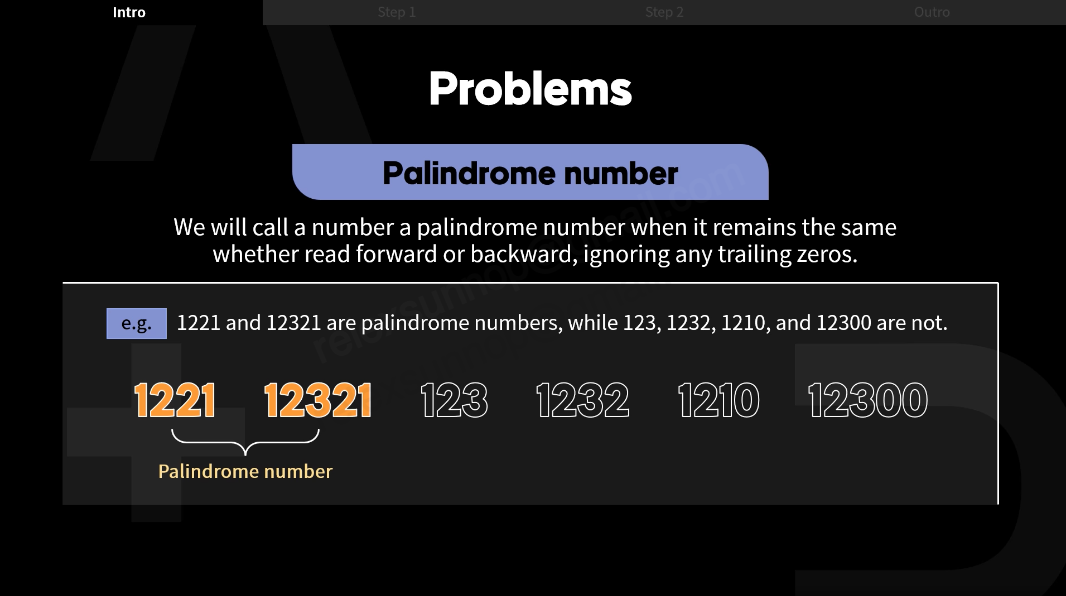 Intro Step 1 Step 2 Outro
Problems
Palindrome number
We will call a number a palindrome number when it remains the same
whether read forward or backward, ignoring any trailing zeros.
e.g. 1221 and 12321 are palindrome numbers, while 123, 1232, 1210, and 12300 are not.
1221 12321 123 1232 1210 12300
Palindrome number